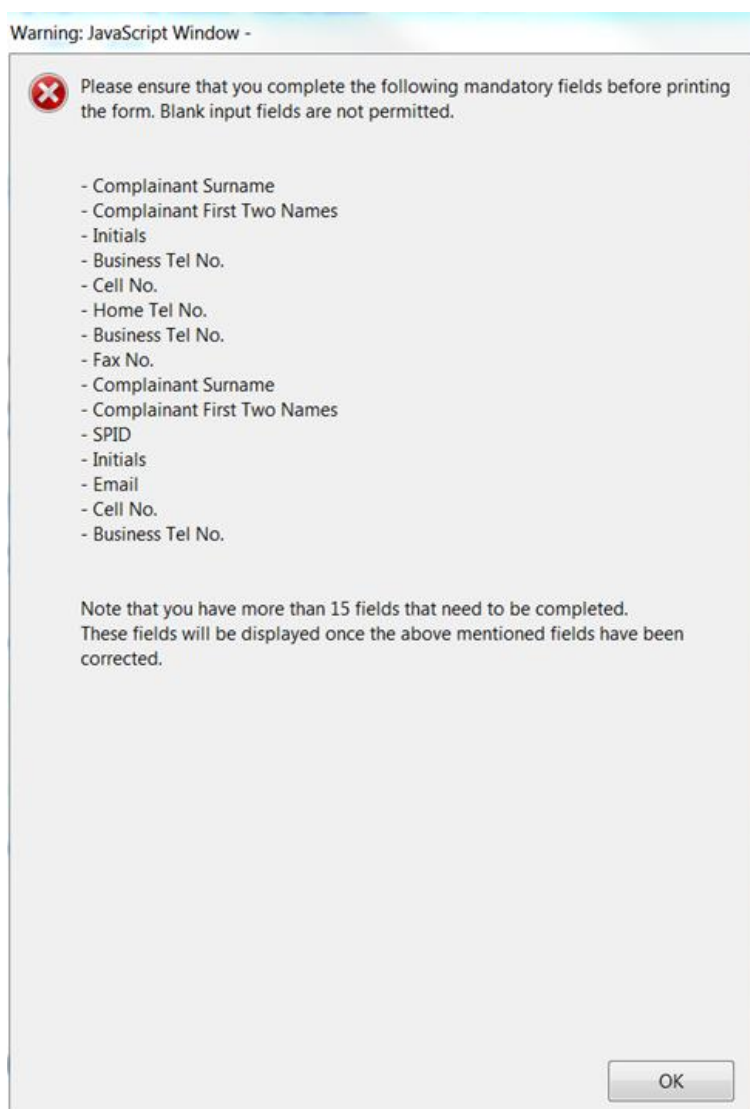 Warning: JavaScript Window -
Please ensure that you complete the following mandatory fields before printing
the form. Blank input fields are not permitted.
- Complainant Surname
- Complainant First Two Names
- Initials
- Business Tel No.
- Cell No.
- Home Tel No.
- Business Tel No.
- Fax No.
- Complainant Surname
- Complainant First Two Names
- SPID
- Initials
- Email
- Cell No.
- Business Tel No.
Note that you have more than 15 fields that need to be completed.
These fields will be displayed once the above mentioned fields have been
corrected.
OK